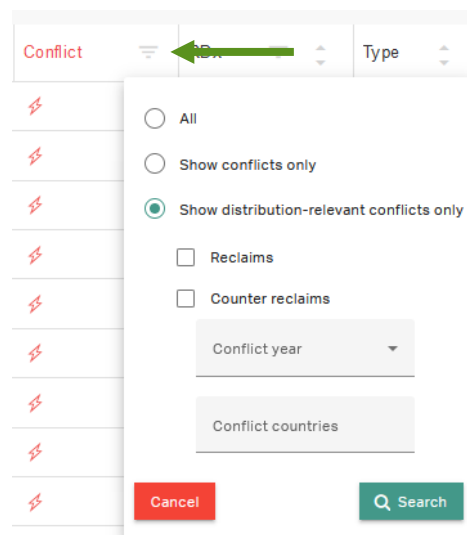 Conflict
Type
All
Show conflicts only
Show distribution-relevant conflicts only
Reclaims
Counter reclaims
Conflict year
Conflict countries
Cancel
Search